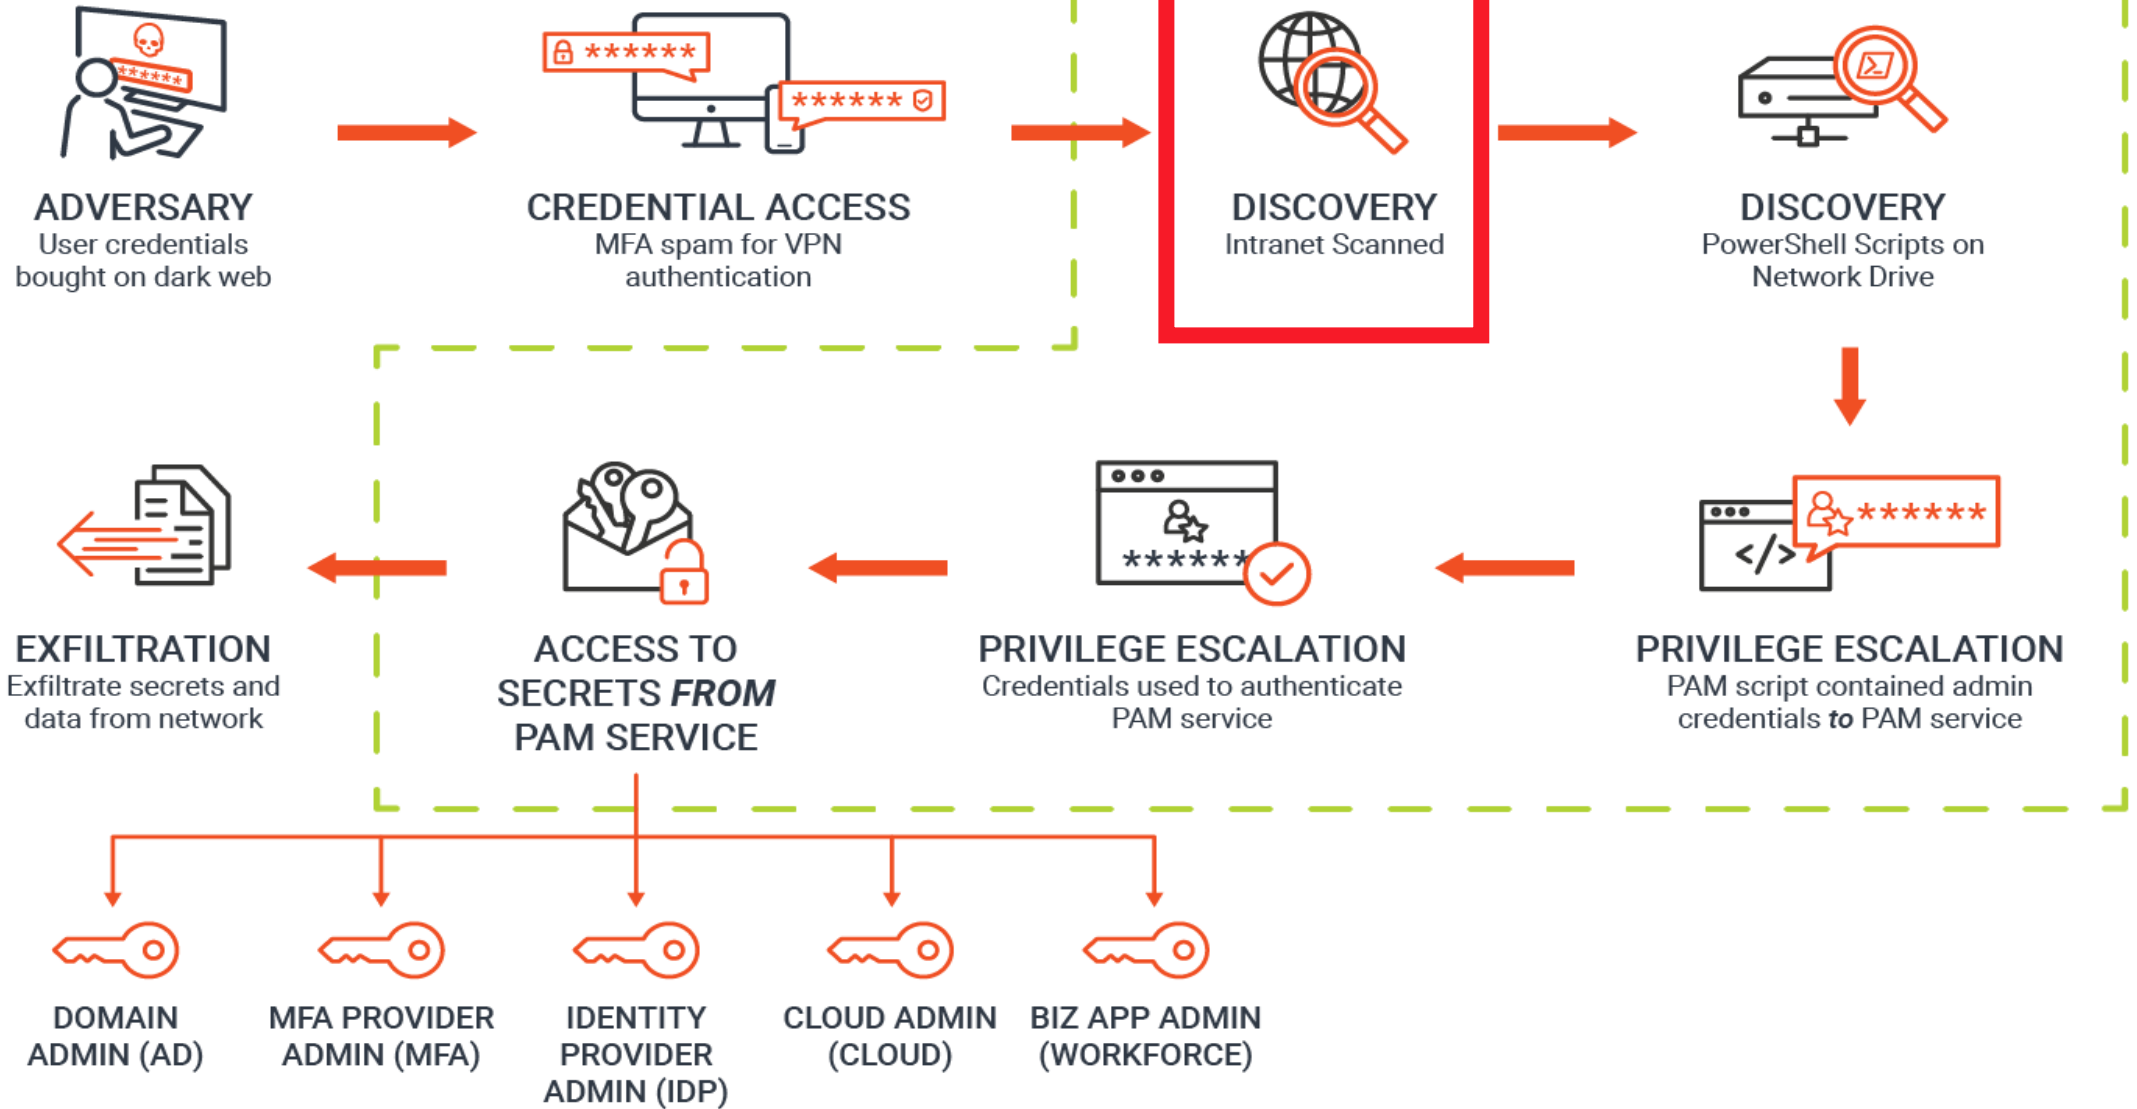 ******
******
******
ADVERSARY
User credentials
bought on dark web
CREDENTIAL ACCESS
MFA spam for VPN
authentication
DISCOVERY
Intranet Scanned
DISCOVERY
PowerShell Scripts on
Network Drive
******
******
</>
EXFILTRATION
Exfiltrate secrets and
data from network
ACCESS TO
SECRETS FROM
PAM SERVICE
PRIVILEGE ESCALATION
Credentials used to authenticate
PAM service
PRIVILEGE ESCALATION
PAM script contained admin
credentials to PAM service
DOMAIN
ADMIN (AD)
MFA PROVIDER
ADMIN (MFA)
IDENTITY
PROVIDER
ADMIN (IDP)
CLOUD ADMIN
(CLOUD)
BIZ APP ADMIN
(WORKFORCE)